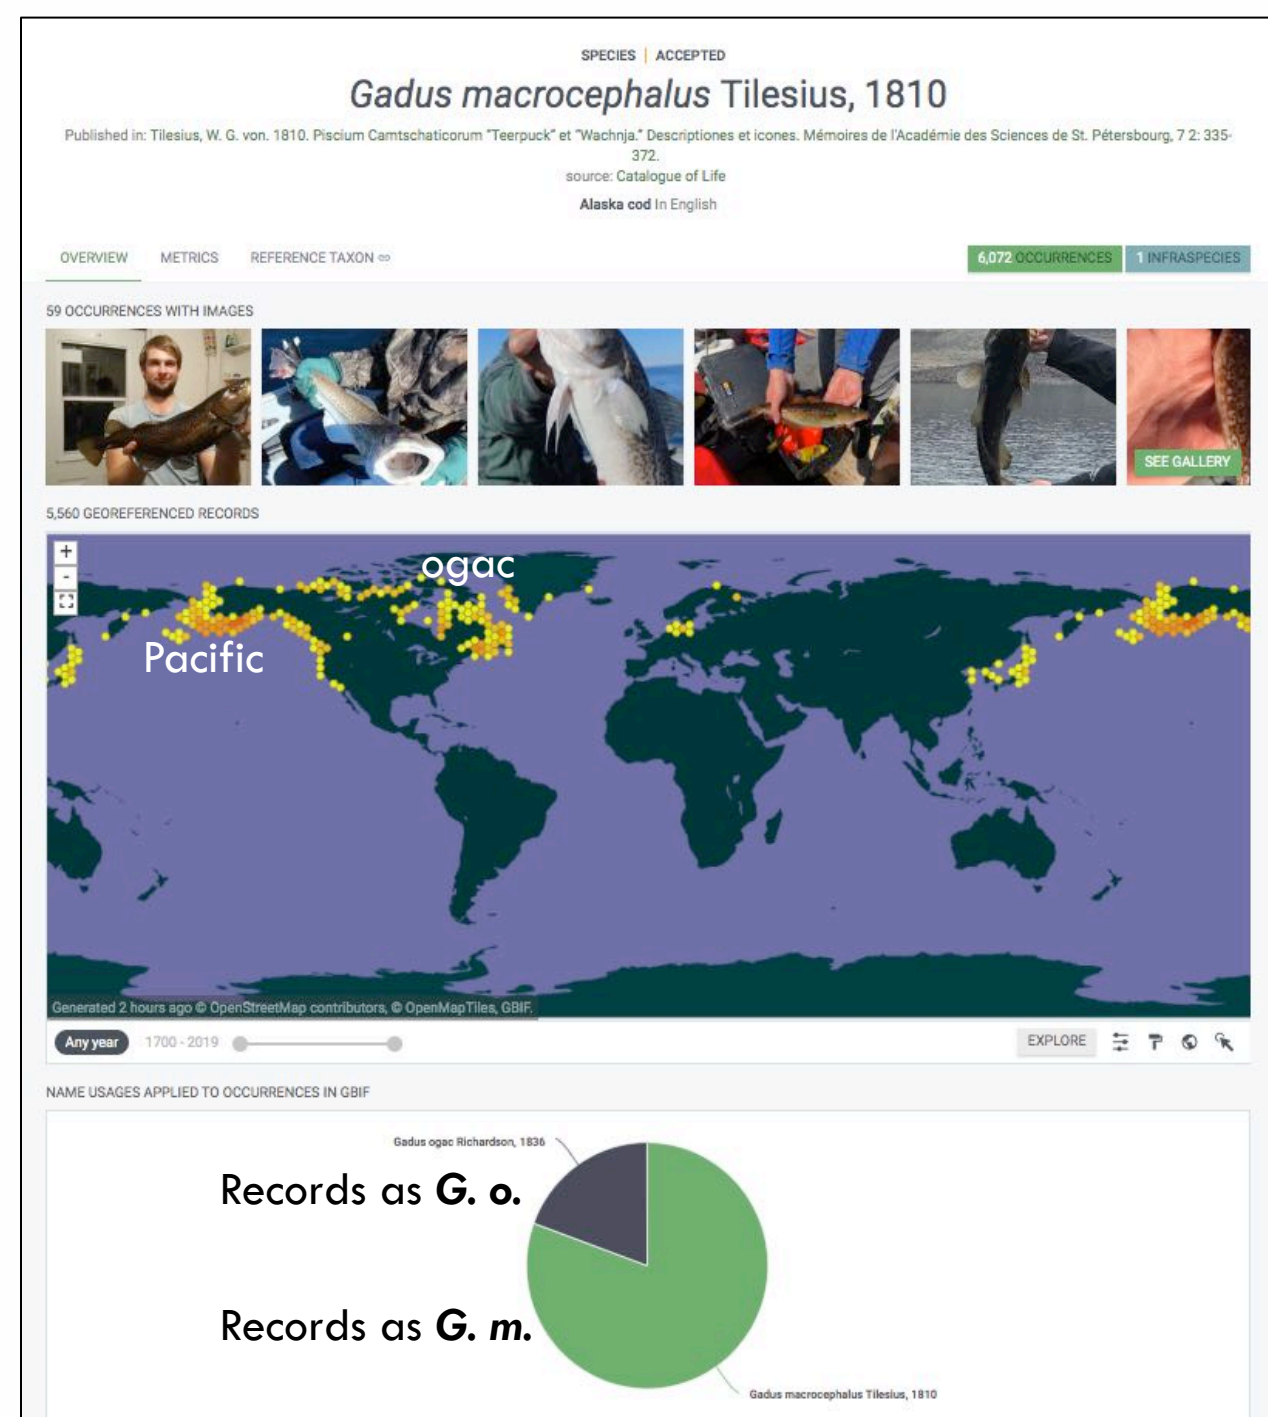 SPECIES | ACCEPTED
Gadus macrocephalus Tilesius, 1810
Published in: Tilesius, W. G. von. 1810. Piscium Camtschaticorum "Teerpuck" et "Wachnja." Descriptiones et icones. Mémoires de l'Académie des Sciences de St. Pétersbourg, 7 2: 335-
372.
source: Catalogue of Life
Alaska cod In English
OVERVIEW METRICS REFERENCE TAXON 6,072 OCCURRENCES 1 INFRASPECIES
59 OCCURRENCES WITH IMAGES
SEE GALLERY
5,560 GEOREFERENCED RECORDS
+
-
ogac
Pacific
Generated 2 hours ago © OpenStreetMap contributors, © OpenMapTiles, GBIF.
Any year 1700 - 2019 EXPLORE
NAME USAGES APPLIED TO OCCURRENCES IN GBIF
Gadus ogac Richardson, 1836
Records as G. o.
Records as G. m.
Gadus macrocephalus Tilesius, 1810